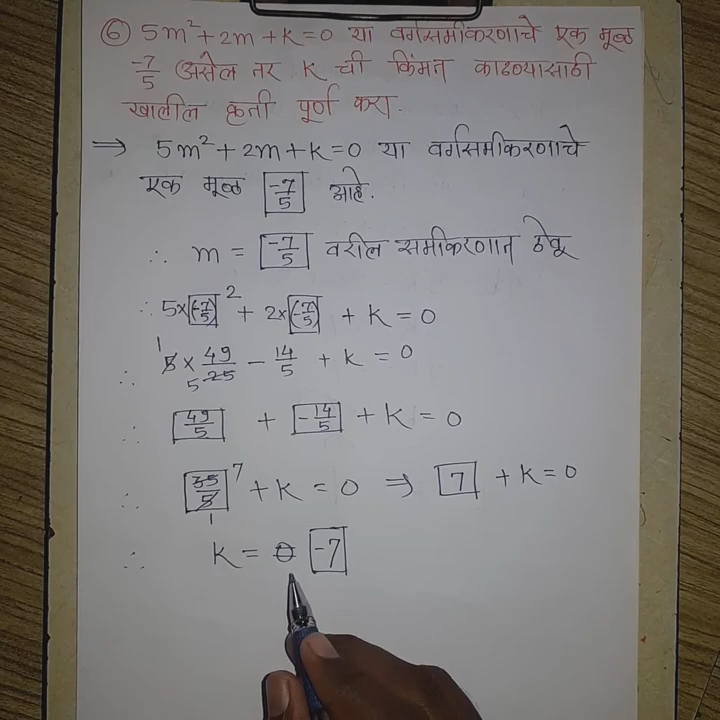 ⑥ 5m²+2m+k=0 या वर्गसमीकरणाचे एक मूळ
-7/5 असेल तर k ची किंमत काढण्यासाठी
खालील कृती पूर्ण करा.
⇒ 5m²+2m+k=0 या वर्गसमीकरणाचे
एक मूळ [-7/5] आहे.
∴ m = [-7/5] वरील समीकरणात ठेवू
∴ 5×[(-7/5)]² + 2×[(-7/5)] + k = 0
∴ 5 × 49/25 - 14/5 + k = 0
∴ [49/5] + [-14/5] + k = 0
∴ [35/5] 7 + k = 0 ⇒ [7] + k = 0
∴ k = [-7]